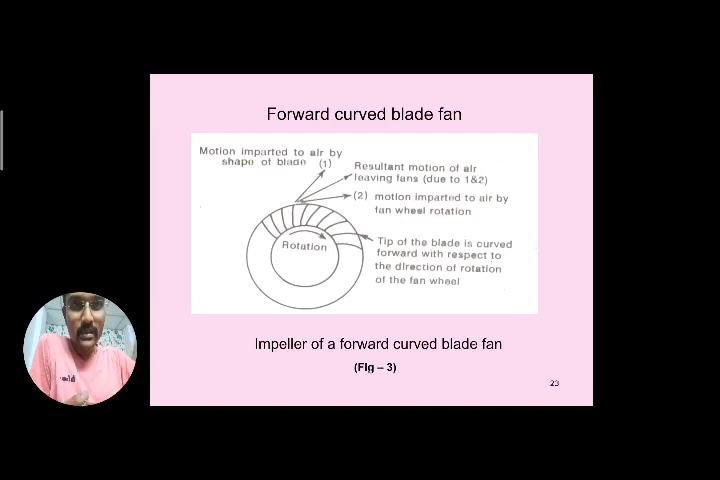 Forward curved blade fan
Motion imparted to air by
shape of blade (1)
Resultant motion of air
leaving fans (due to 1&2)
(2) motion imparted to air by
fan wheel rotation
Rotation
Tip of the blade is curved
forward with respect to
the direction of rotation
of the fan wheel
Impeller of a forward curved blade fan
(Fig – 3)
23